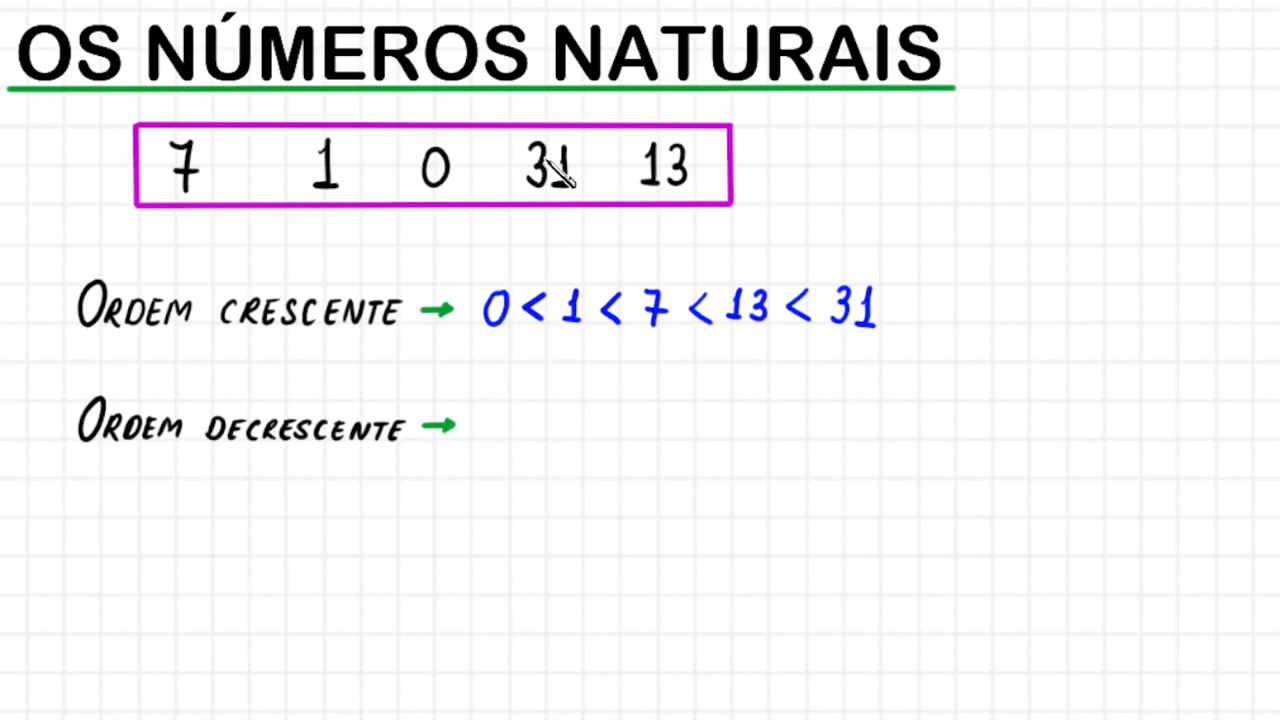 OS NÚMEROS NATURAIS
7 1 0 31 13
ORDEM CRESCENTE → 0 < 1 < 7 < 13 < 31
ORDEM DECRESCENTE →